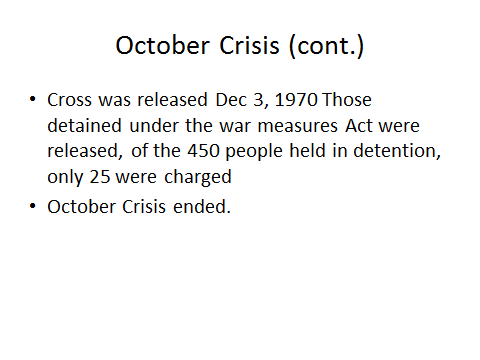 October Crisis (cont.)
• Cross was released Dec 3, 1970 Those
detained under the war measures Act were
released, of the 450 people held in detention,
only 25 were charged
• October Crisis ended.